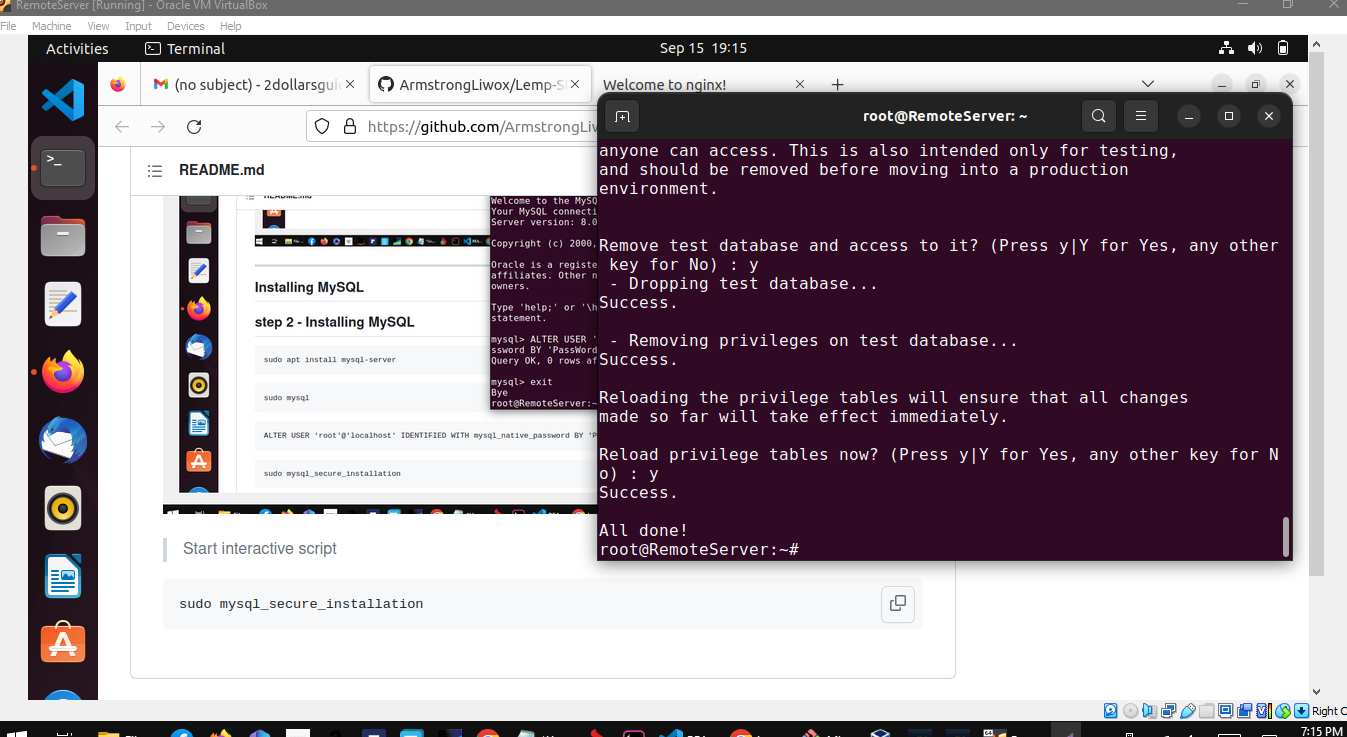 RemoteServer [Running] - Oracle VM VirtualBox
File Machine View Input Devices Help
Activities Terminal Sep 15 19:15
(no subject) - 2dollarsgui
ArmstrongLiwox/Lemp-S
Welcome to nginx!
https://github.com/ArmstrongLiw
README.md
Welcome to the MySQ
Your MySQL connecti
Server version: 8.0
Copyright (c) 2000,
Oracle is a registe
affiliates. Other n
owners.
Type 'help;' or '\h
statement.
mysql> ALTER USER '
ssword BY 'PassWord
Query OK, 0 rows af
mysql> exit
Bye
root@RemoteServer:~
Installing MySQL
step 2 - Installing MySQL
sudo apt install mysql-server
sudo mysql
ALTER USER 'root'@'localhost' IDENTIFIED WITH mysql_native_password BY 'P
sudo mysql_secure_installation
Start interactive script
sudo mysql_secure_installation
root@RemoteServer: ~
anyone can access. This is also intended only for testing,
and should be removed before moving into a production
environment.
Remove test database and access to it? (Press y|Y for Yes, any other
key for No) : y
- Dropping test database...
Success.
- Removing privileges on test database...
Success.
Reloading the privilege tables will ensure that all changes
made so far will take effect immediately.
Reload privilege tables now? (Press y|Y for Yes, any other key for N
o) : y
Success.
All done!
root@RemoteServer:~#
Right C
7:15 PM